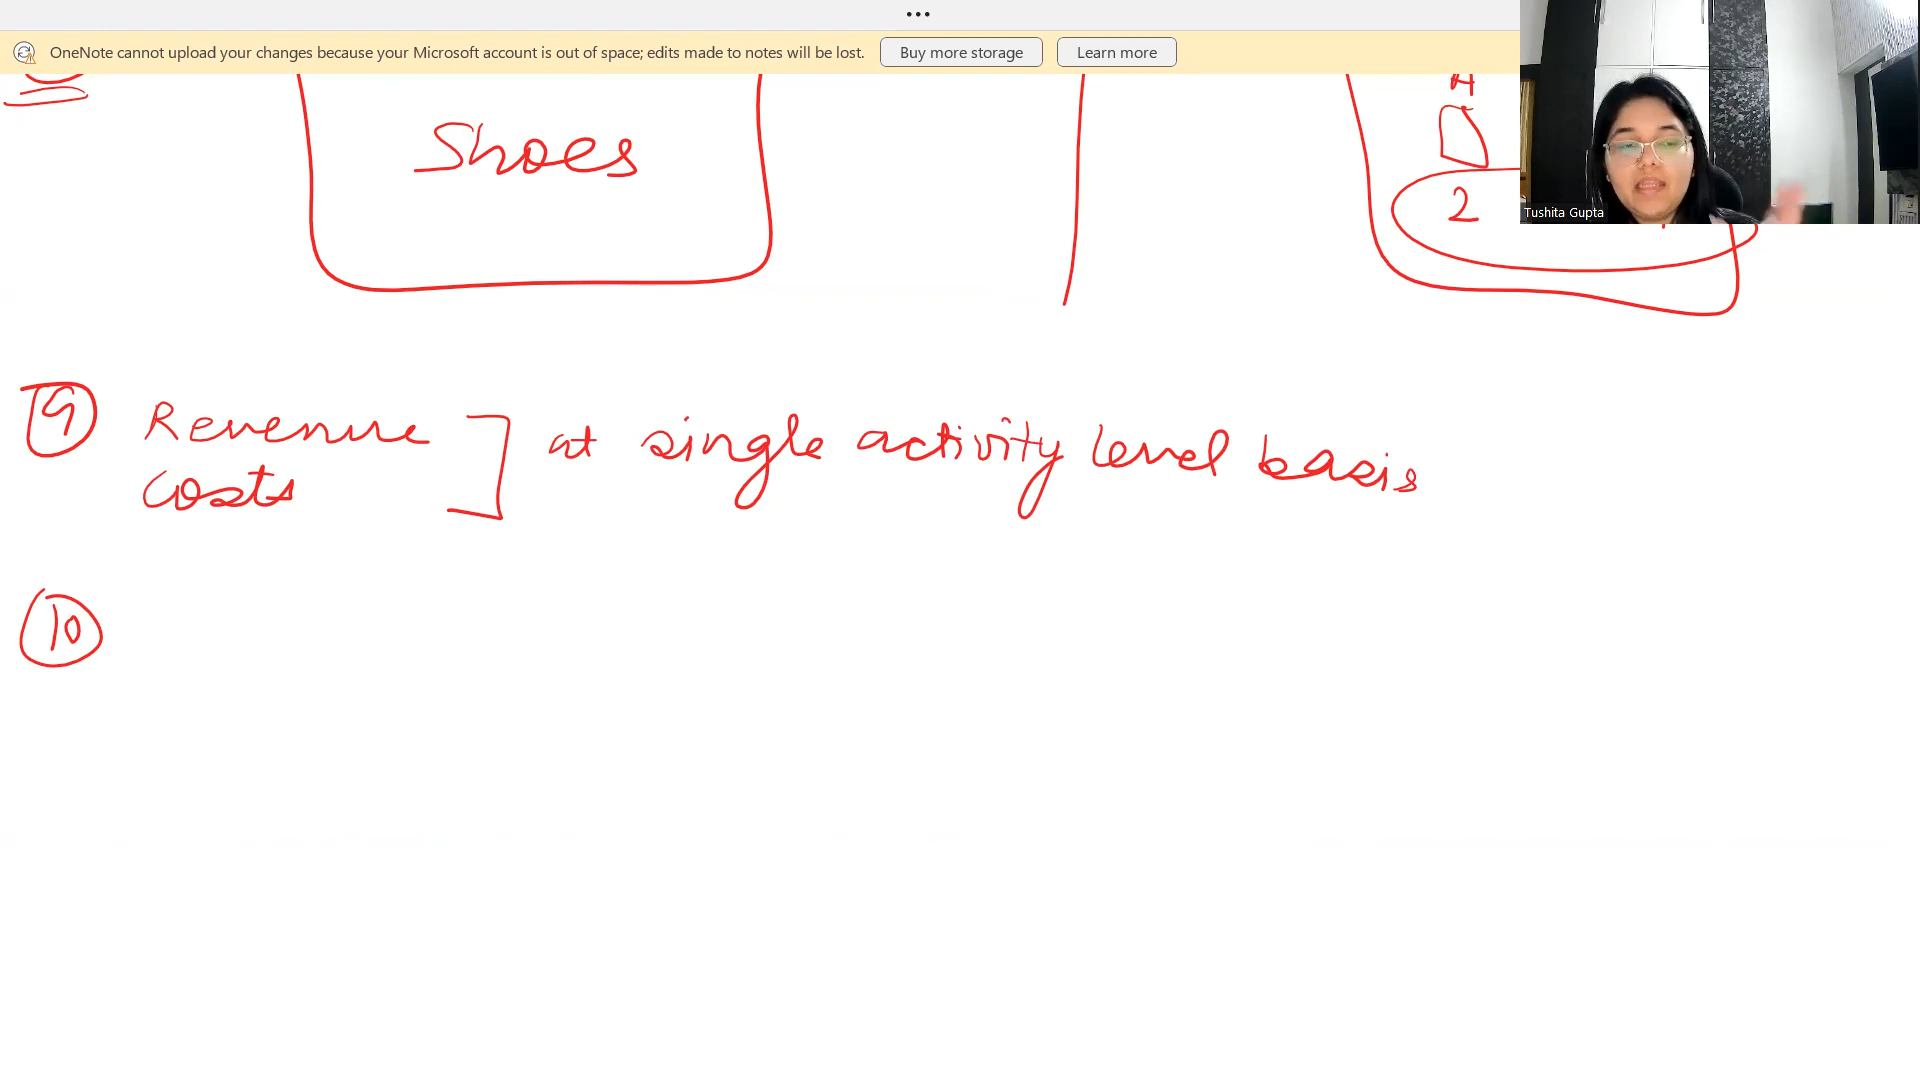 OneNote cannot upload your changes because your Microsoft account is out of space; edits made to notes will be lost. Buy more storage Learn more
Shoes
A
2
Tushita Gupta
9 Revenue
Costs
at single activity level basis
10